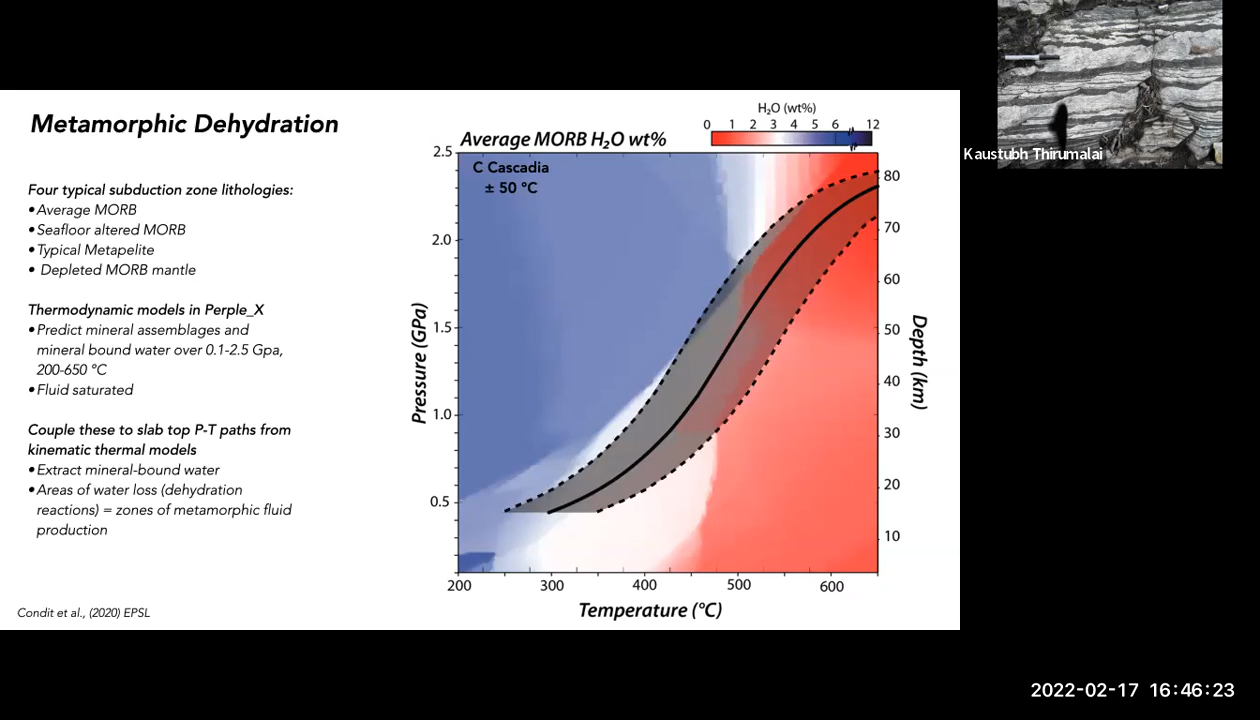 Metamorphic Dehydration
Four typical subduction zone lithologies:
•Average MORB
•Seafloor altered MORB
•Typical Metapelite
• Depleted MORB mantle
Thermodynamic models in Perple_X
•Predict mineral assemblages and
mineral bound water over 0.1-2.5 Gpa,
200-650 °C
•Fluid saturated
Couple these to slab top P-T paths from
kinematic thermal models
•Extract mineral-bound water
•Areas of water loss (dehydration
reactions) = zones of metamorphic fluid
production
Condit et al., (2020) EPSL
H₂O (wt%)
0 1 2 3 4 5 6 12
Average MORB H₂O wt%
C Cascadia
± 50 °C
Pressure (GPa)
2.5
2.0
1.5
1.0
0.5
80
70
60
50
40
30
20
10
Depth (km)
200 300 400 500 600
Temperature (°C)
Kaustubh Thirumalai
2022-02-17 16:46:23